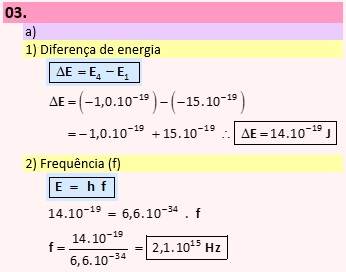 03.
a)
1) Diferença de energia
ΔE = E₄ – E₁
ΔE = (–1,0.10⁻¹⁹) – (–15.10⁻¹⁹)
= –1,0.10⁻¹⁹ + 15.10⁻¹⁹ ∴ ΔE = 14.10⁻¹⁹ J
2) Frequência (f)
E = h f
14.10⁻¹⁹ = 6,6.10⁻³⁴ . f
f = 14.10⁻¹⁹ / 6,6.10⁻³⁴ = 2,1.10¹⁵ Hz